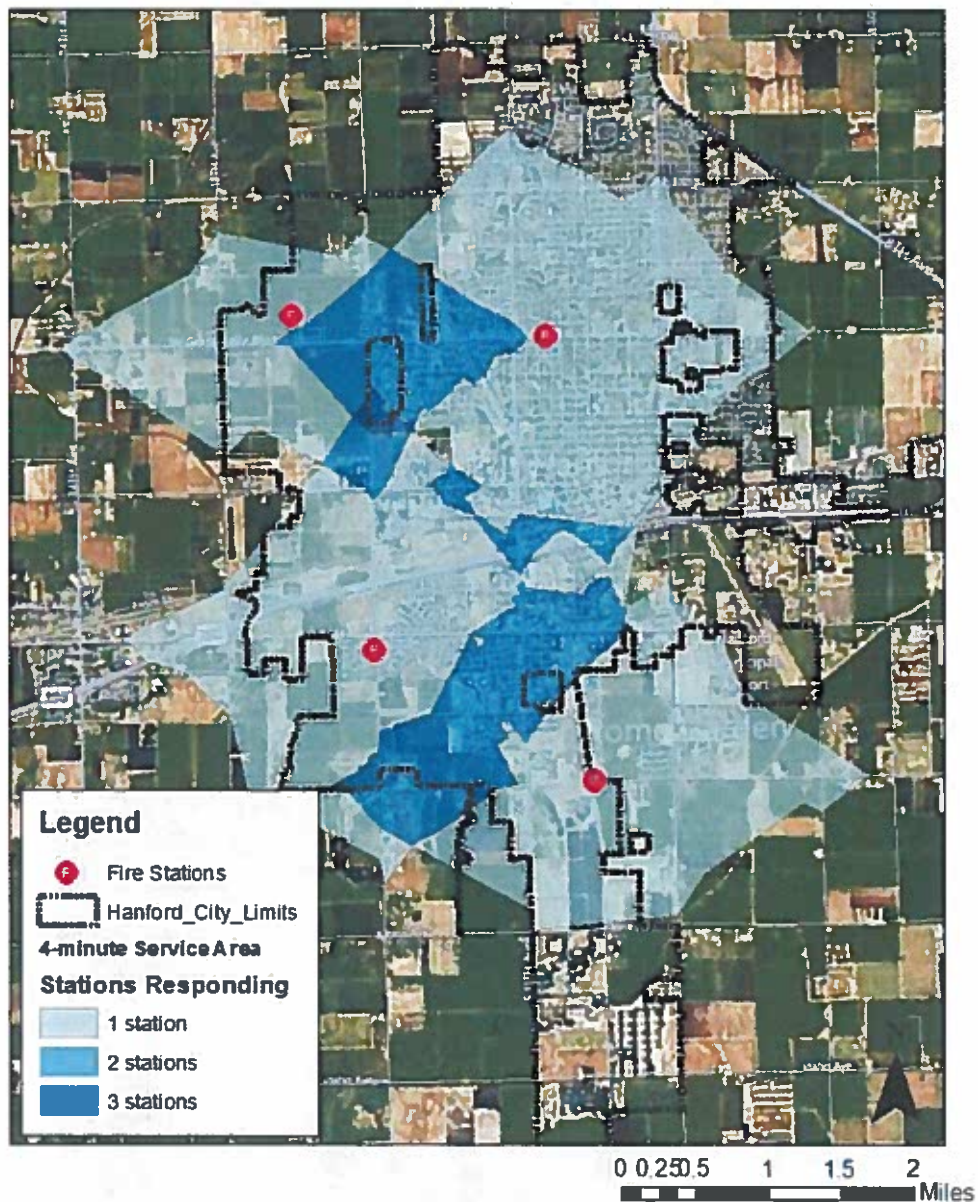 Legend
F Fire Stations
Hanford_City_Limits
4-minute Service Area
Stations Responding
1 station
2 stations
3 stations
0 0.25 0.5 1 1.5 2
Miles